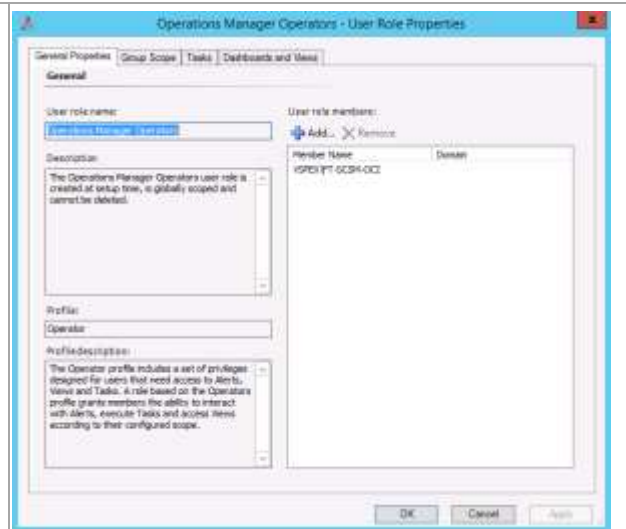 Operations Manager Operators - User Role Properties
General Properties Group Scope Tasks Dashboards and Views
General
User role name:
Operations Manager Operators
Description:
The Operations Manager Operators user role is
created at setup time, is globally scoped and
cannot be deleted.
Profile:
Operator
Profile description:
The Operator profile includes a set of privileges
designed for users that need access to Alerts,
Views and Tasks. A role based on the Operators
profile grants members the ability to interact
with Alerts, execute Tasks and access Views
according to their configured scope.
User role members:
Add... Remove
Member Name Domain
OK Cancel Apply